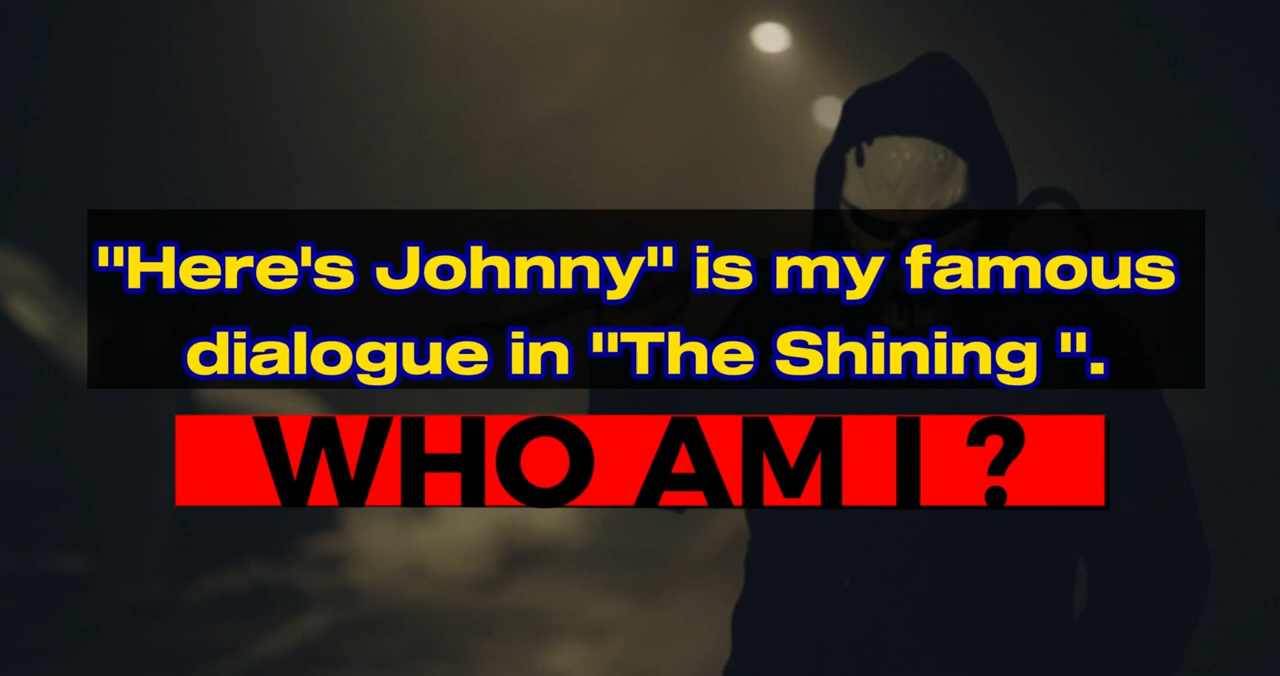 "Here's Johnny" is my famous
dialogue in "The Shining ".
WHO AM I ?